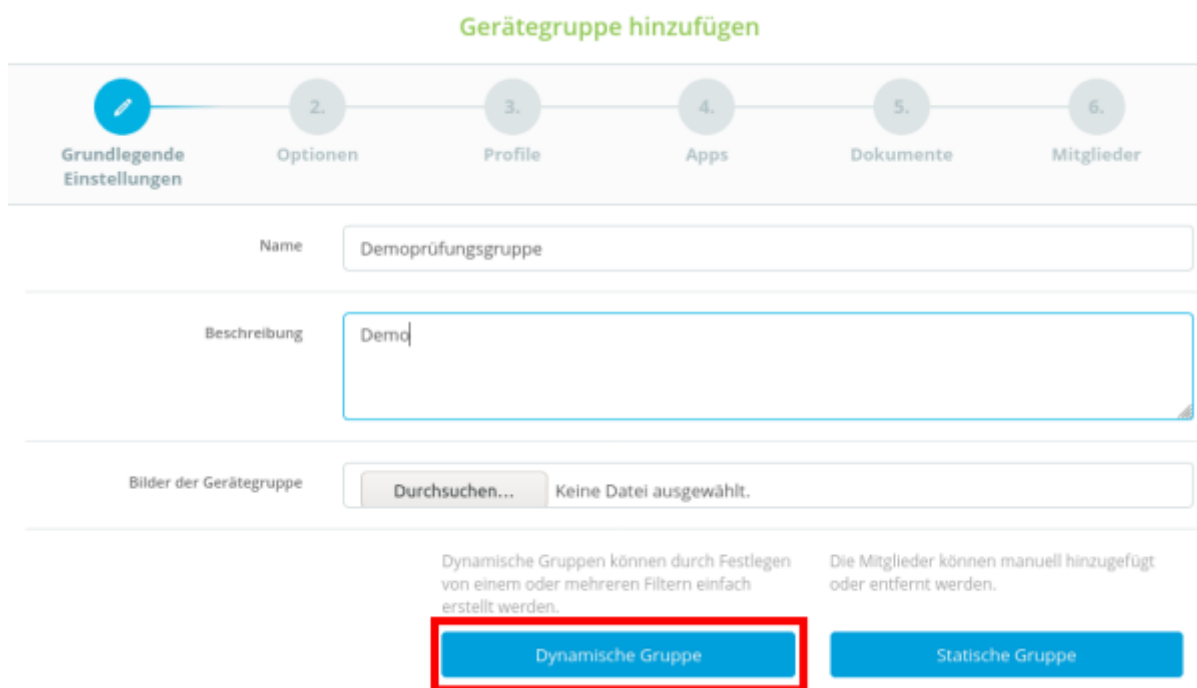 Gerätegruppe hinzufügen
2.
3.
4.
5.
6.
Grundlegende
Einstellungen
Optionen
Profile
Apps
Dokumente
Mitglieder
Name
Demoprüfungsgruppe
Beschreibung
Demo
Bilder der Gerätegruppe
Durchsuchen...
Keine Datei ausgewählt.
Dynamische Gruppen können durch Festlegen
von einem oder mehreren Filtern einfach
erstellt werden.
Die Mitglieder können manuell hinzugefügt
oder entfernt werden.
Dynamische Gruppe
Statische Gruppe